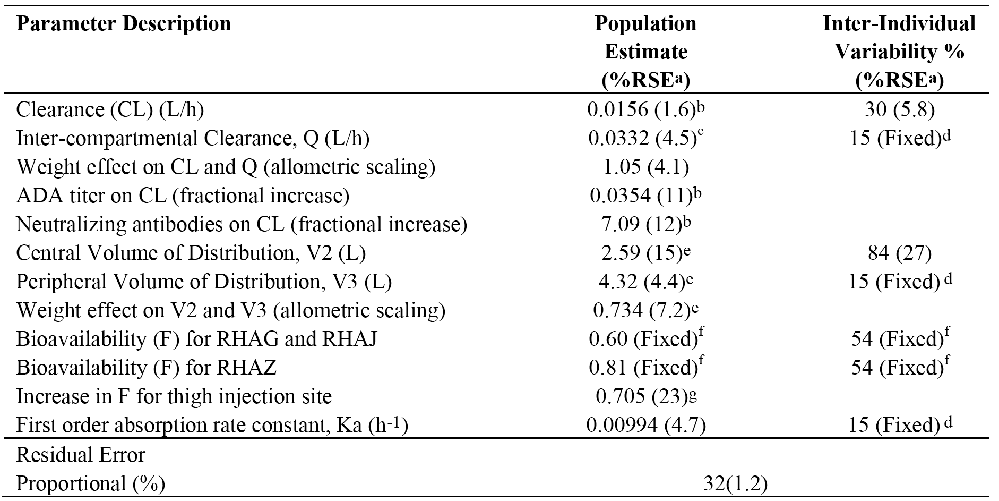 Parameter Description Population Inter-Individual
Estimate Variability %
(%RSEa) (%RSEa)
Clearance (CL) (L/h) 0.0156 (1.6)b 30 (5.8)
Inter-compartmental Clearance, Q (L/h) 0.0332 (4.5)c 15 (Fixed)d
Weight effect on CL and Q (allometric scaling) 1.05 (4.1)
ADA titer on CL (fractional increase) 0.0354 (11)b
Neutralizing antibodies on CL (fractional increase) 7.09 (12)b
Central Volume of Distribution, V2 (L) 2.59 (15)e 84 (27)
Peripheral Volume of Distribution, V3 (L) 4.32 (4.4)e 15 (Fixed) d
Weight effect on V2 and V3 (allometric scaling) 0.734 (7.2)e
Bioavailability (F) for RHAG and RHAJ 0.60 (Fixed)f 54 (Fixed)f
Bioavailability (F) for RHAZ 0.81 (Fixed)f 54 (Fixed)f
Increase in F for thigh injection site 0.705 (23)g
First order absorption rate constant, Ka (h-1) 0.00994 (4.7) 15 (Fixed) d
Residual Error
Proportional (%) 32(1.2)